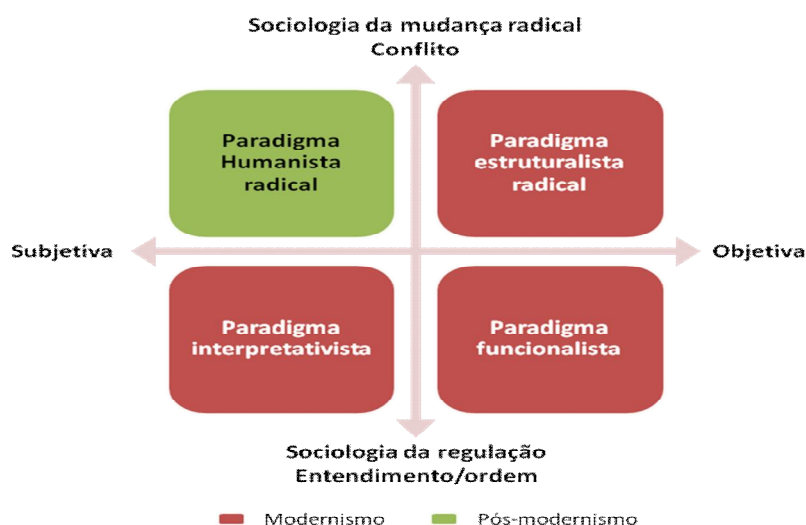 Sociologia da mudança radical
Conflito
Paradigma
Humanista
radical
Paradigma
estruturalista
radical
Subjetiva
Objetiva
Paradigma
interpretativista
Paradigma
funcionalista
Sociologia da regulação
Entendimento/ordem
Modernismo
Pós-modernismo